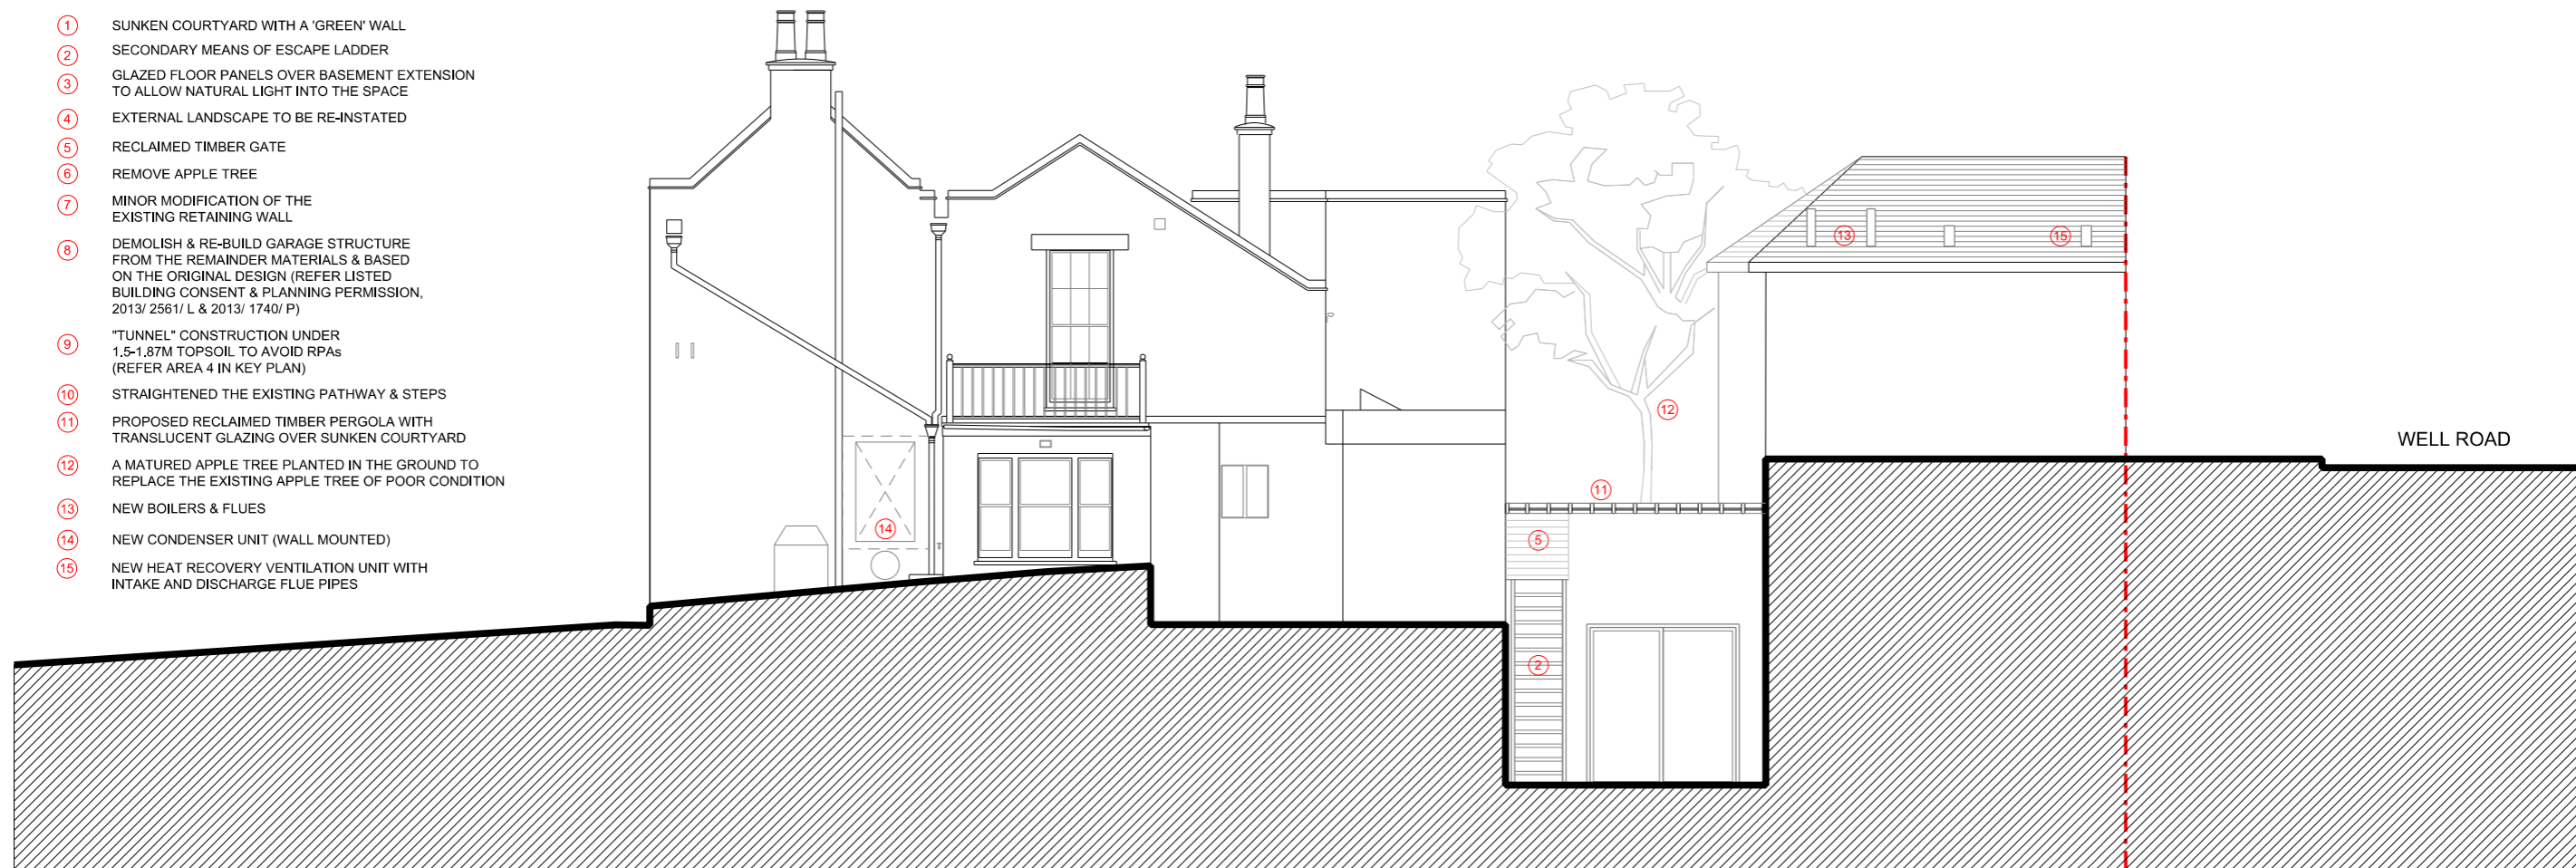 1 SUNKEN COURTYARD WITH A 'GREEN' WALL
2 SECONDARY MEANS OF ESCAPE LADDER
3 GLAZED FLOOR PANELS OVER BASEMENT EXTENSION
TO ALLOW NATURAL LIGHT INTO THE SPACE
4 EXTERNAL LANDSCAPE TO BE RE-INSTATED
5 RECLAIMED TIMBER GATE
6 REMOVE APPLE TREE
7 MINOR MODIFICATION OF THE
EXISTING RETAINING WALL
8 DEMOLISH & RE-BUILD GARAGE STRUCTURE
FROM THE REMAINDER MATERIALS & BASED
ON THE ORIGINAL DESIGN (REFER LISTED
BUILDING CONSENT & PLANNING PERMISSION,
2013/ 2561/ L & 2013/ 1740/ P)
9 "TUNNEL" CONSTRUCTION UNDER
1.5-1.87M TOPSOIL TO AVOID RPAs
(REFER AREA 4 IN KEY PLAN)
10 STRAIGHTENED THE EXISTING PATHWAY & STEPS
11 PROPOSED RECLAIMED TIMBER PERGOLA WITH
TRANSLUCENT GLAZING OVER SUNKEN COURTYARD
12 A MATURED APPLE TREE PLANTED IN THE GROUND TO
REPLACE THE EXISTING APPLE TREE OF POOR CONDITION
13 NEW BOILERS & FLUES
14 NEW CONDENSER UNIT (WALL MOUNTED)
15 NEW HEAT RECOVERY VENTILATION UNIT WITH
INTAKE AND DISCHARGE FLUE PIPES
13
15
12
WELL ROAD
11
14
5
2